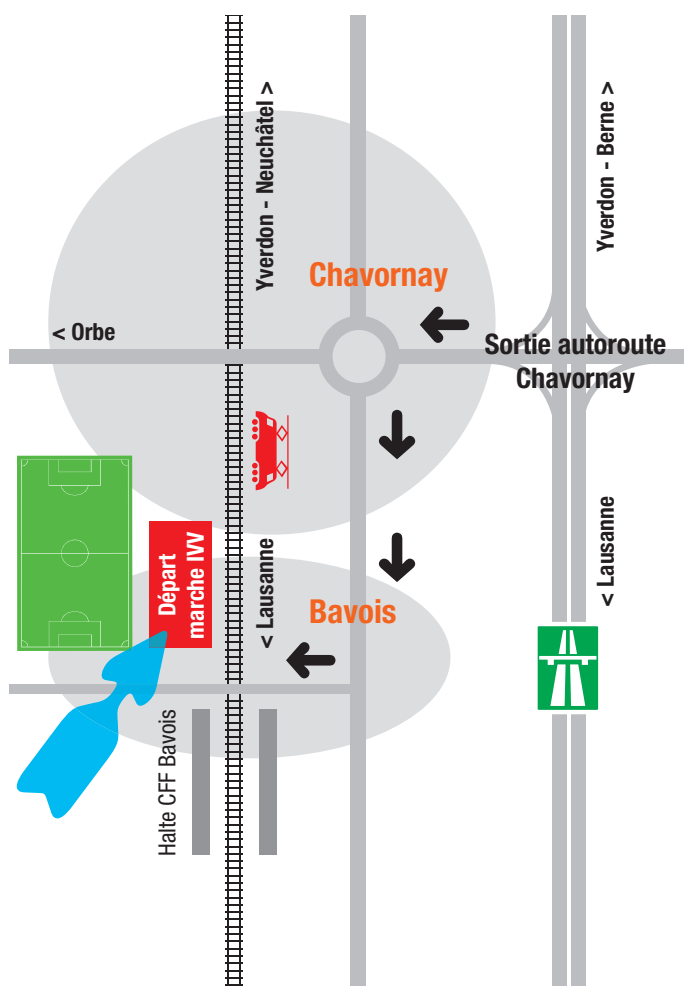 Yverdon - Neuchâtel >
Yverdon - Berne >
Chavornay
< Orbe
Sortie autoroute
Chavornay
Départ
marche IVV
< Lausanne
< Lausanne
Bavois
Halte CFF Bavois